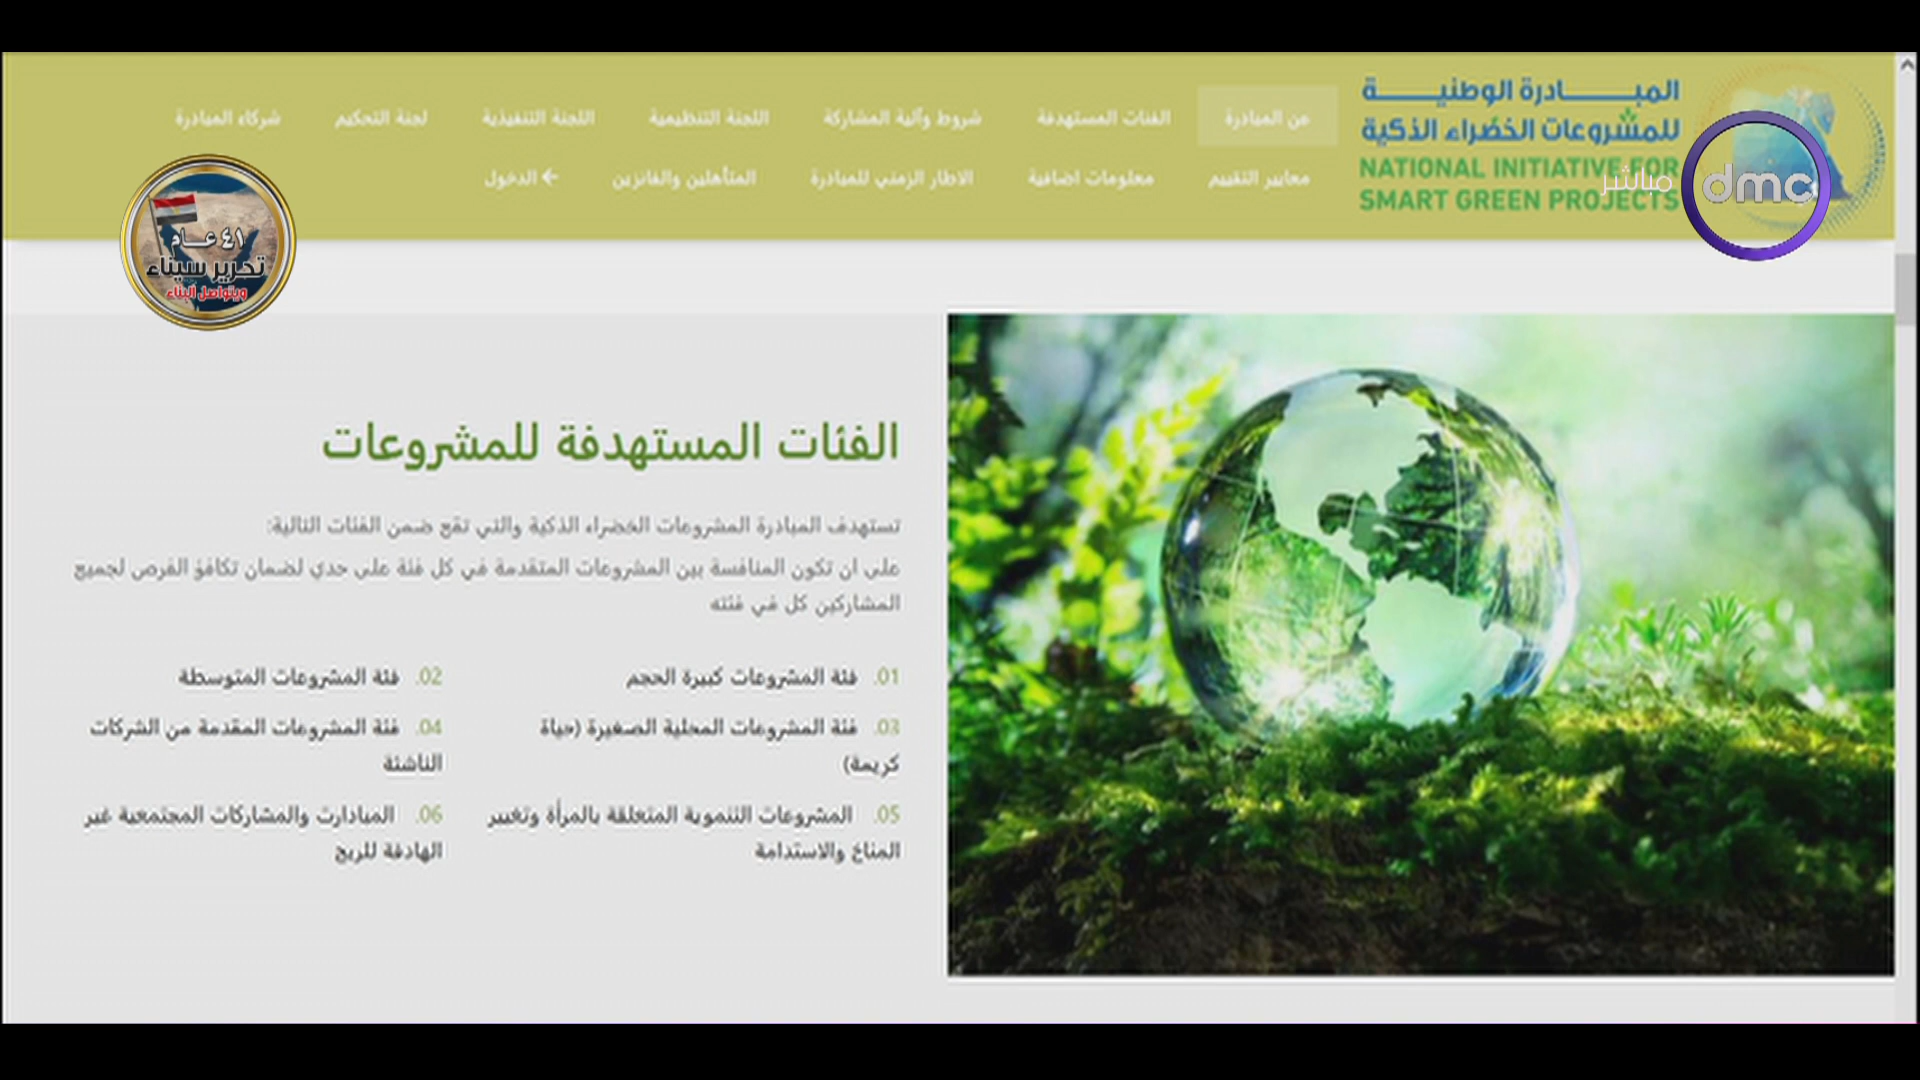 المبـــــــادرة الوطنيـــــة
للمشروعات الخضراء الذكية
NATIONAL INITIATIVE FOR
SMART GREEN PROJECTS
مباشر
dmc
عن المبادرة
الفئات المستهدفة
شروط وآلية المشاركة
اللجنة التنظيمية
اللجنة التنفيذية
لجنة التحكيم
شركاء المبادرة
معايير التقييم
معلومات اضافية
الاطار الزمني للمبادرة
المتأهلين والفائزين
الدخول
٤١ عــام
تحرير سيناء
ويتواصل البناء
الفئات المستهدفة للمشروعات
تستهدف المبادرة المشروعات الخضراء الذكية والتي تقع ضمن الفئات التالية:
على ان تكون المنافسة بين المشروعات المتقدمة في كل فئة على حدي لضمان تكافؤ الفرص لجميع
المشاركين كل في فئته
01. فئة المشروعات كبيرة الحجم
02. فئة المشروعات المتوسطة
03. فئة المشروعات المحلية الصغيرة (حياة
كريمة)
04. فئة المشروعات المقدمة من الشركات
الناشئة
05. المشروعات التنموية المتعلقة بالمرأة وتغيير
المناخ والاستدامة
06. المبادارت والمشاركات المجتمعية غير
الهادفة للربح